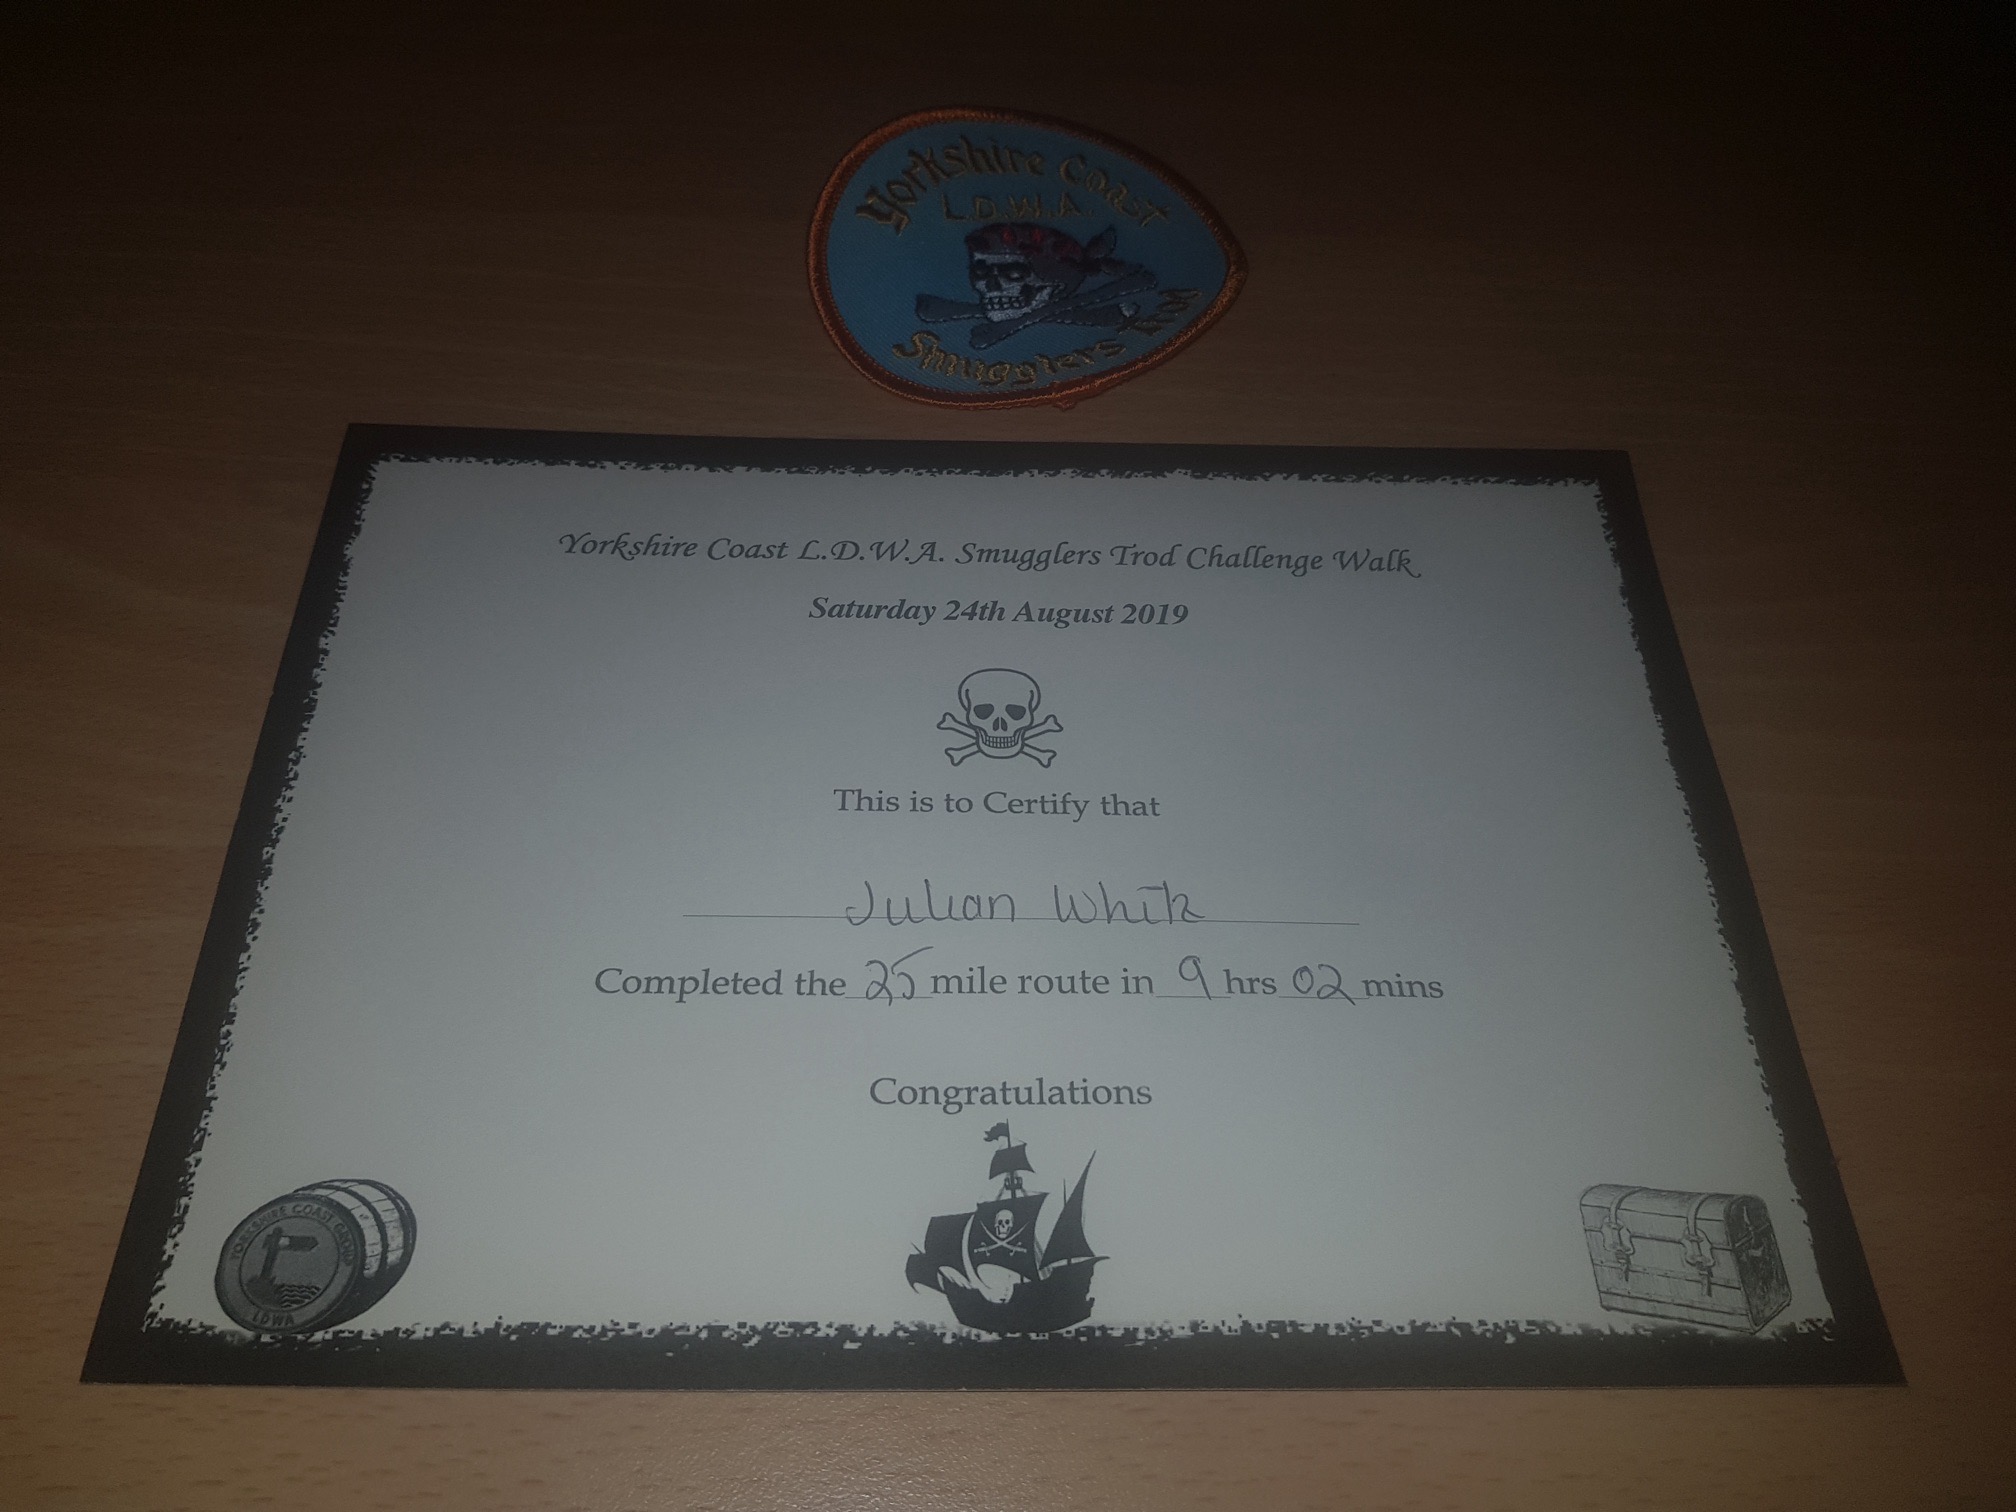 Yorkshire Coast
L.D.W.A.
Smugglers Trod
Yorkshire Coast L.D.W.A. Smugglers Trod Challenge Walk
Saturday 24th August 2019
This is to Certify that
Julian White
Completed the 25 mile route in 9 hrs 02 mins
Congratulations
YORKSHIRE COAST GROUP
LDWA